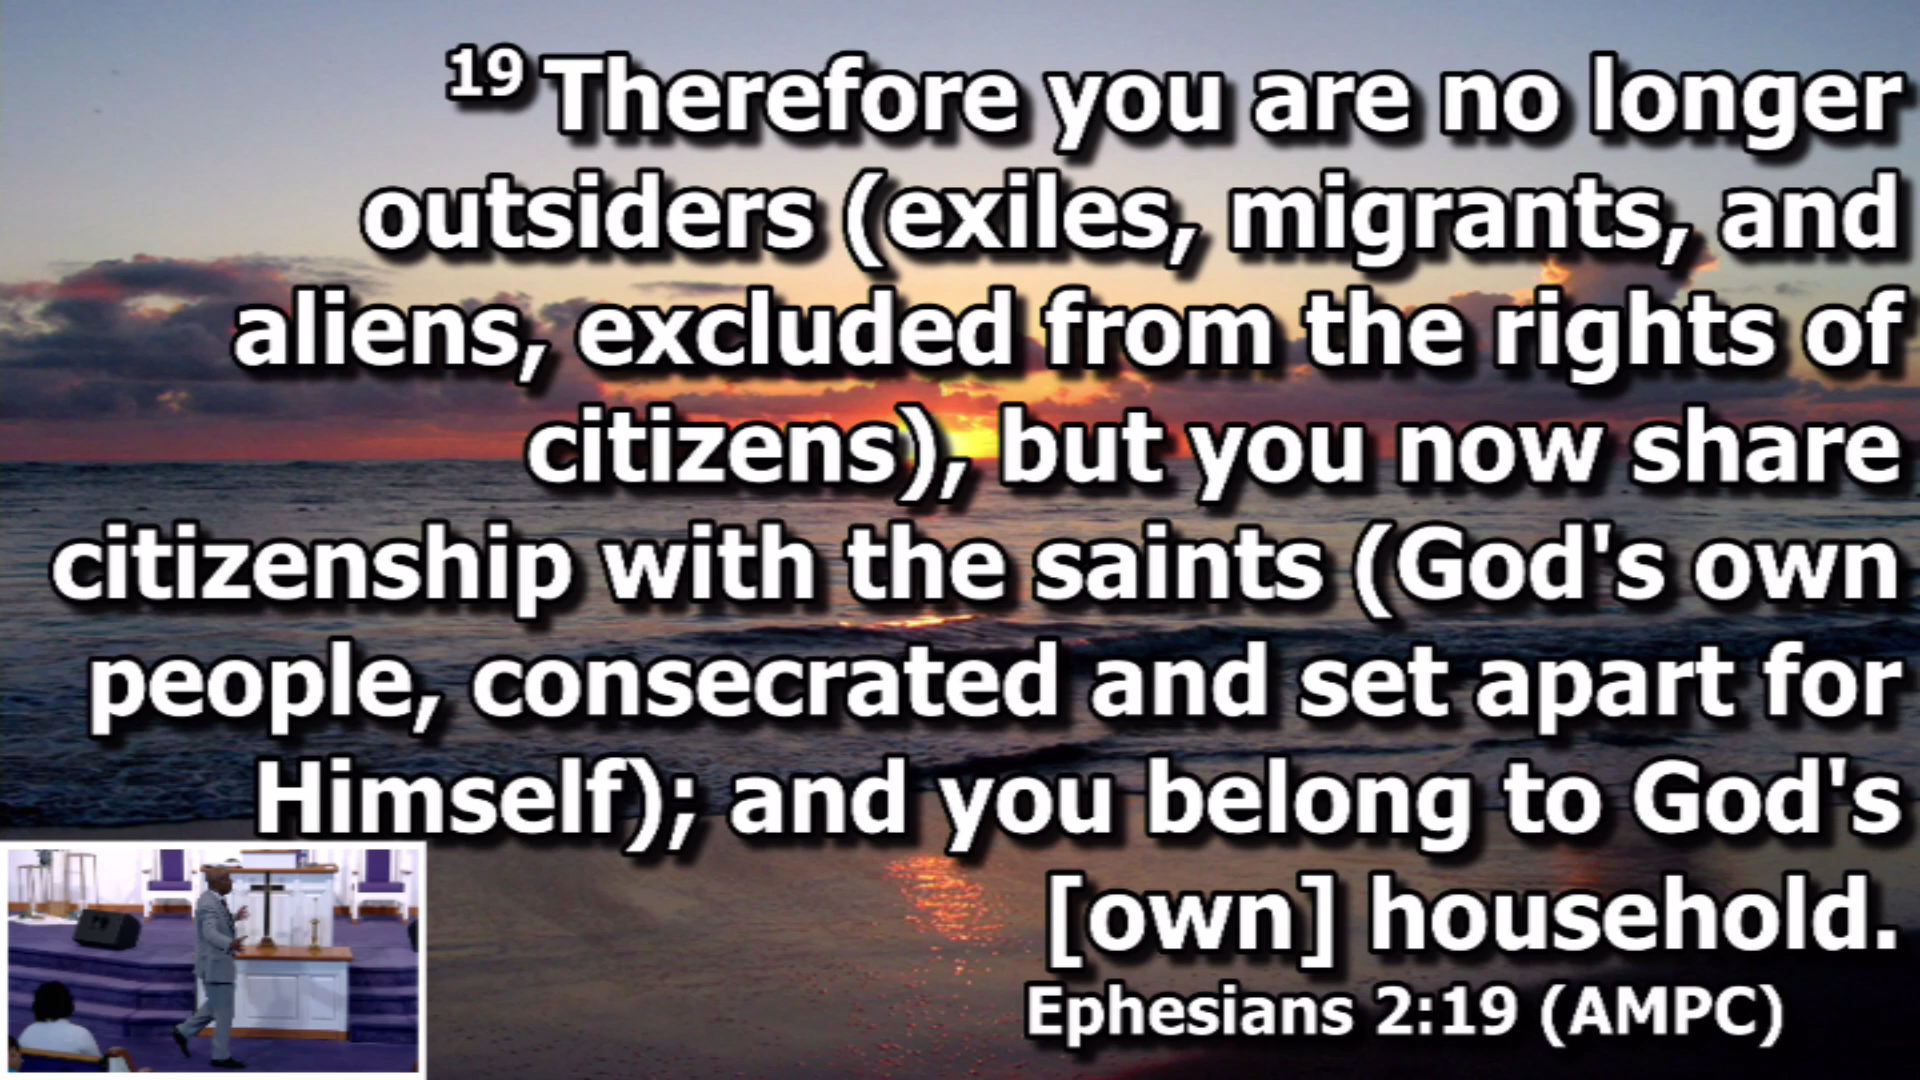 19 Therefore you are no longer
outsiders (exiles, migrants, and
aliens, excluded from the rights of
citizens), but you now share
citizenship with the saints (God's own
people, consecrated and set apart for
Himself); and you belong to God's
[own] household.
Ephesians 2:19 (AMPC)